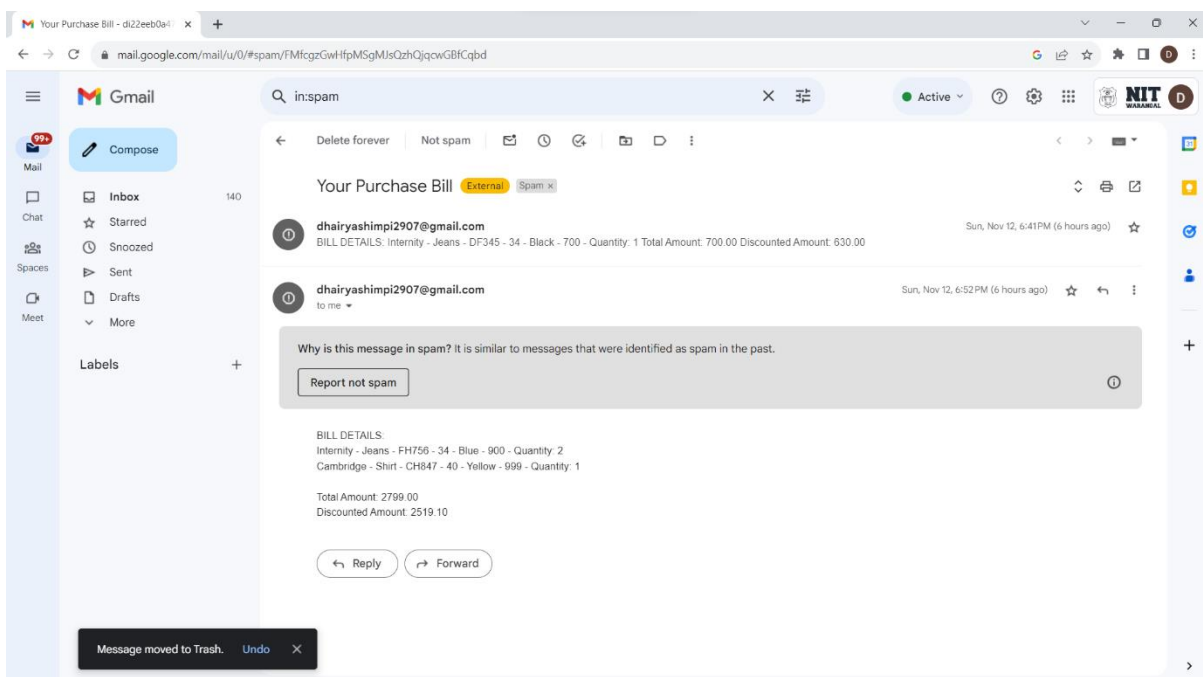 Your Purchase Bill - di22eeb0a4
mail.google.com/mail/u/0/#spam/FMfcgzGwHfpMSgMJsQzhQjqcwGBfCqbd
G
D
Gmail
in:spam
Active
NIT
WARANGAL
D
99+
Mail
Chat
Spaces
Meet
Compose
Inbox 140
Starred
Snoozed
Sent
Drafts
More
Labels
Delete forever Not spam
Your Purchase Bill External Spam ×
dhairyashimpi2907@gmail.com Sun, Nov 12, 6:41 PM (6 hours ago)
BILL DETAILS: Internity - Jeans - DF345 - 34 - Black - 700 - Quantity: 1 Total Amount: 700.00 Discounted Amount: 630.00
dhairyashimpi2907@gmail.com Sun, Nov 12, 6:52 PM (6 hours ago)
to me
Why is this message in spam? It is similar to messages that were identified as spam in the past.
Report not spam
BILL DETAILS:
Internity - Jeans - FH756 - 34 - Blue - 900 - Quantity: 2
Cambridge - Shirt - CH847 - 40 - Yellow - 999 - Quantity: 1
Total Amount: 2799.00
Discounted Amount: 2519.10
Reply Forward
Message moved to Trash. Undo
31